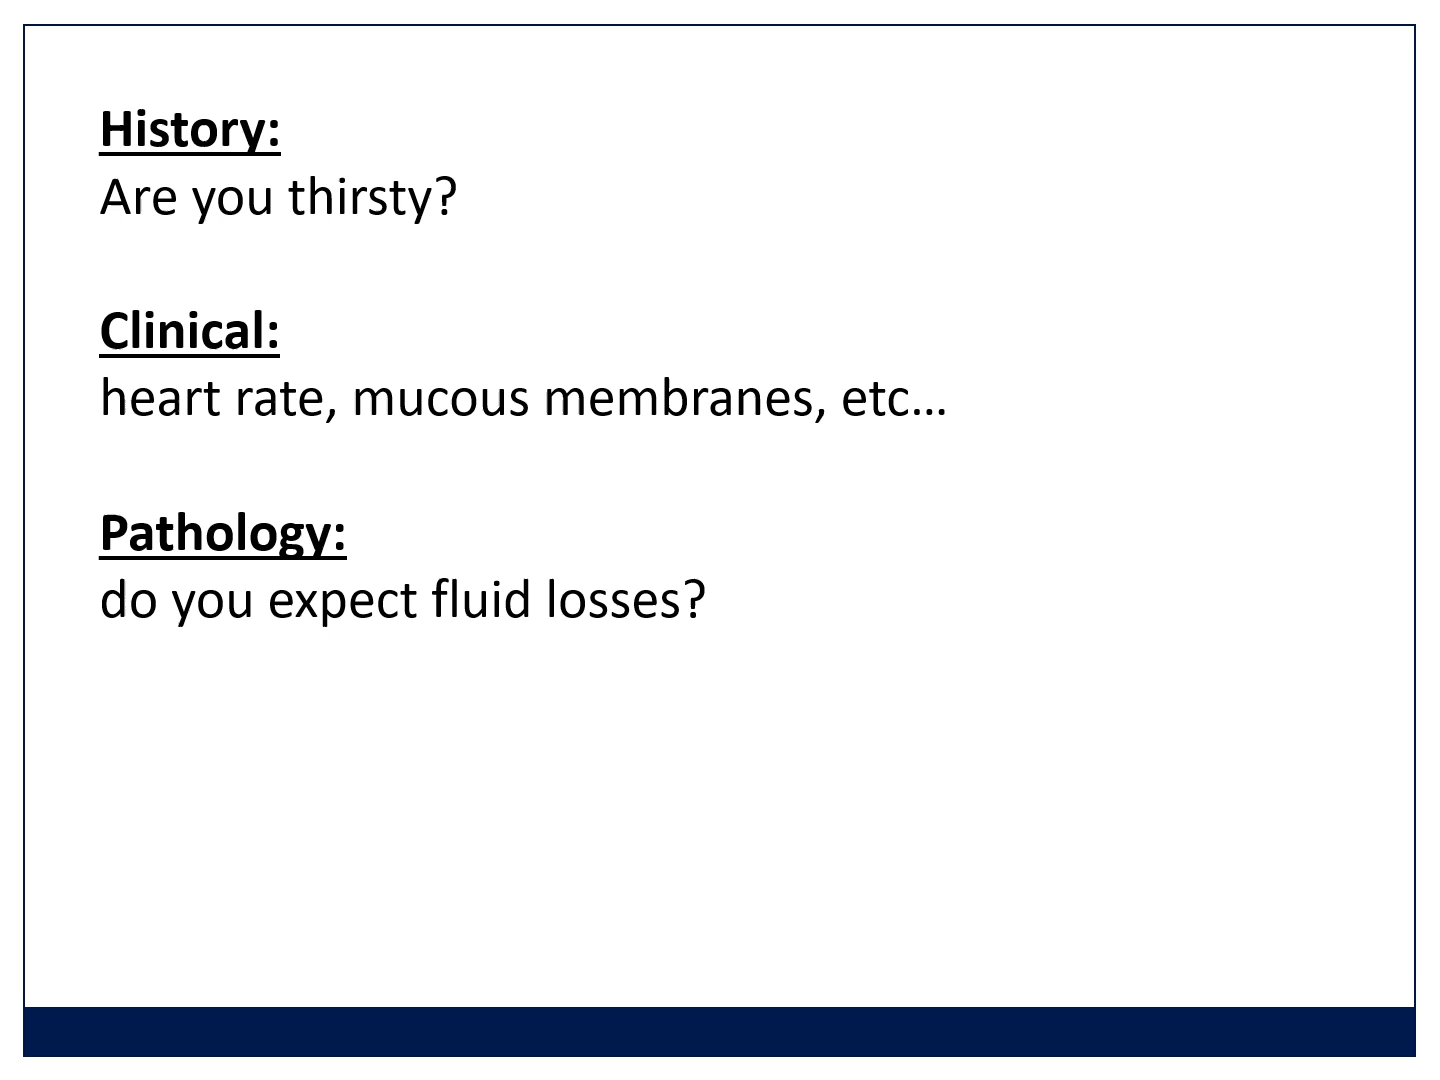 History:
Are you thirsty?
Clinical:
heart rate, mucous membranes, etc…
Pathology:
do you expect fluid losses?